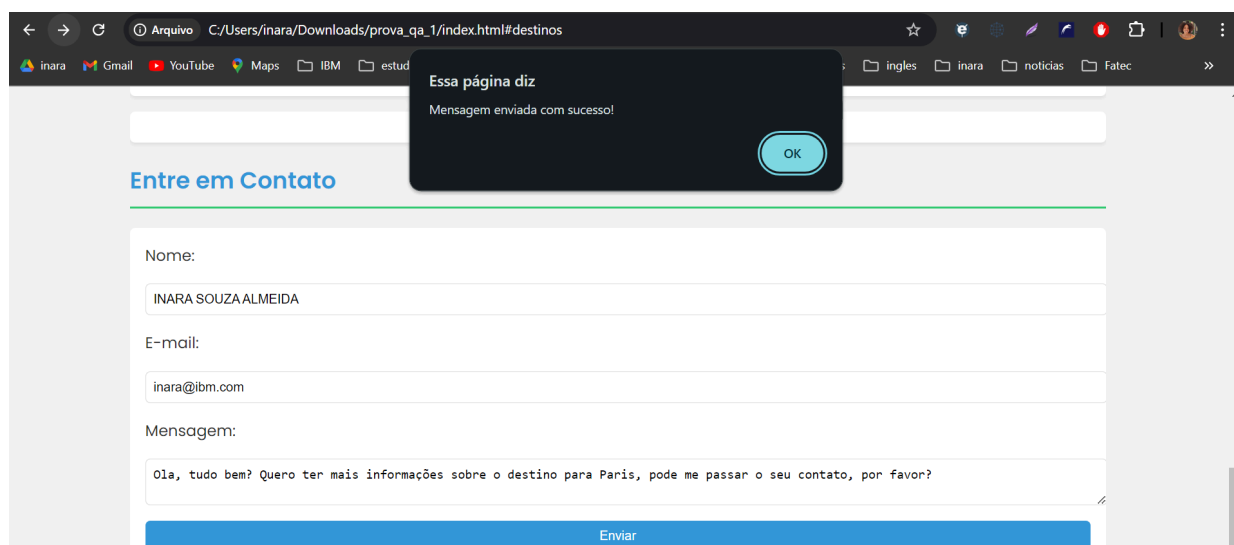 Arquivo C:/Users/inara/Downloads/prova_qa_1/index.html#destinos
inara Gmail YouTube Maps IBM estud ingles inara noticias Fatec
Essa página diz
Mensagem enviada com sucesso!
OK
Entre em Contato
Nome:
INARA SOUZA ALMEIDA
E-mail:
inara@ibm.com
Mensagem:
Ola, tudo bem? Quero ter mais informações sobre o destino para Paris, pode me passar o seu contato, por favor?
Enviar